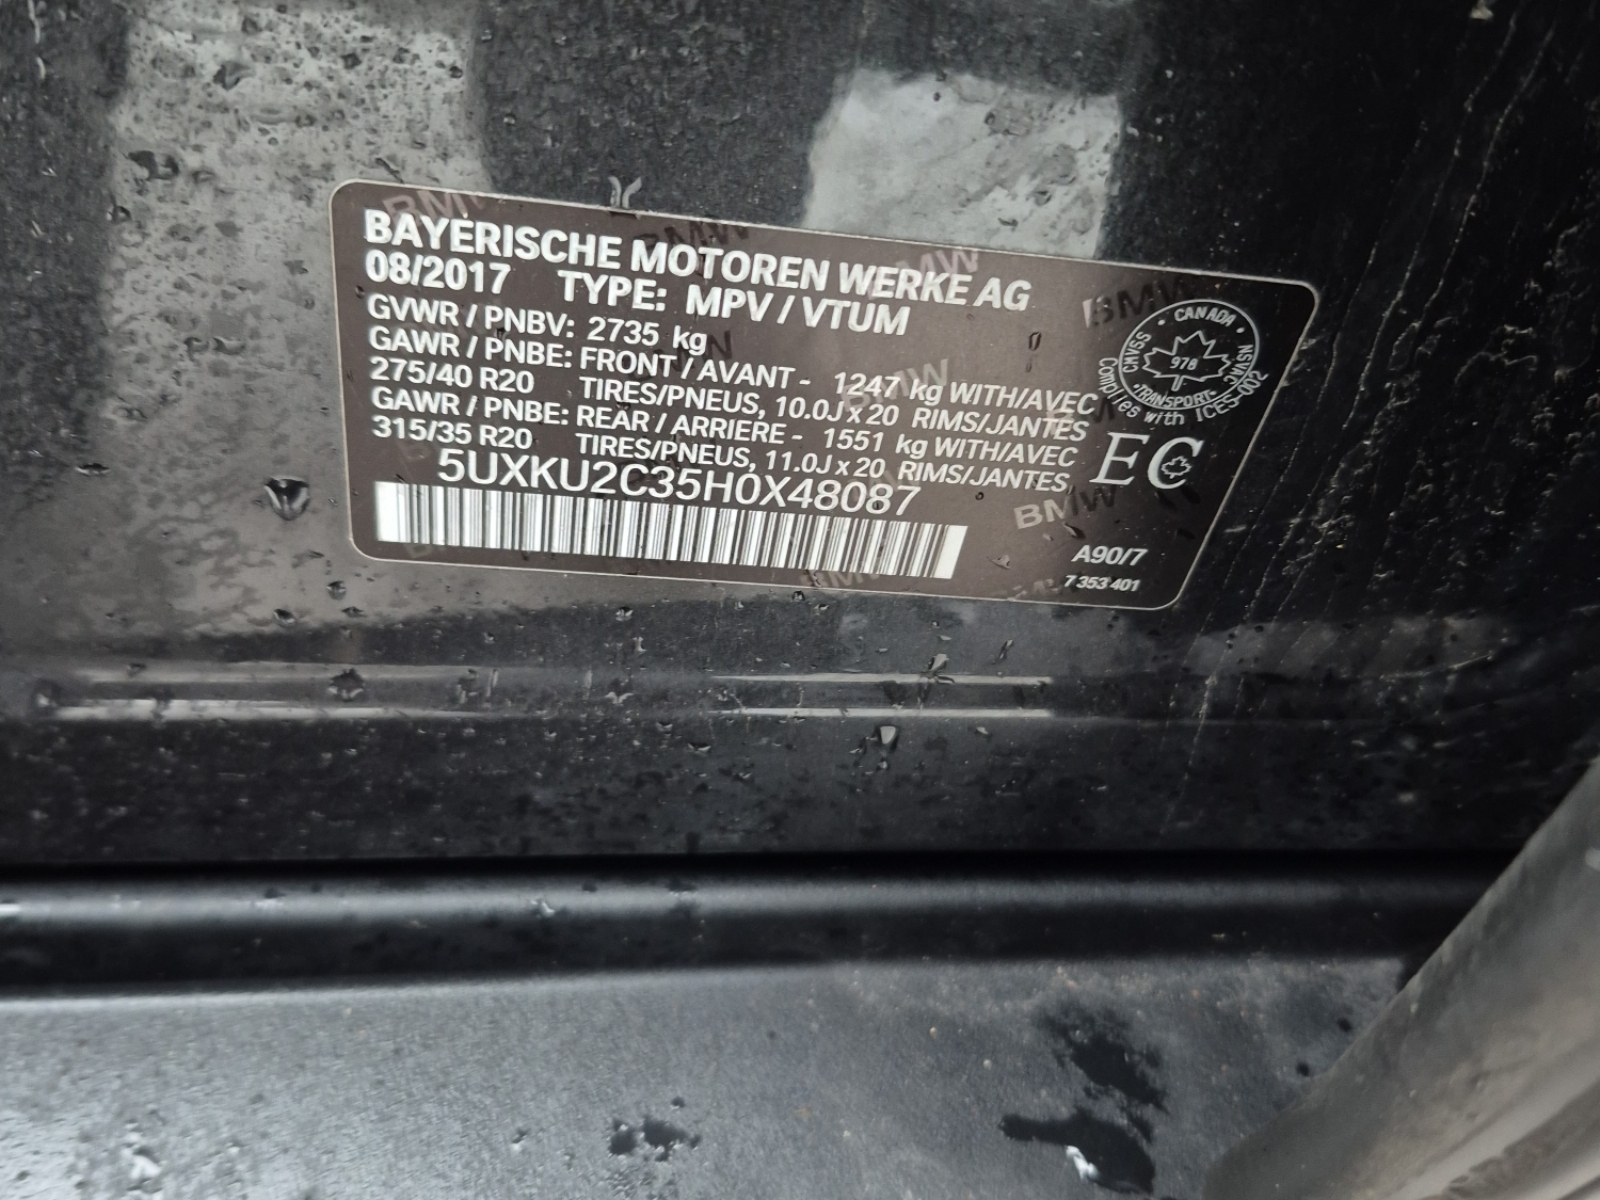 BAYERISCHE MOTOREN WERKE AG
08/2017 TYPE: MPV / VTUM
GVWR / PNBV: 2735 kg
GAWR / PNBE: FRONT / AVANT - 1247 kg WITH/AVEC
275/40 R20 TIRES/PNEUS, 10.0J x 20 RIMS/JANTES
GAWR / PNBE: REAR / ARRIERE - 1551 kg WITH/AVEC
315/35 R20 TIRES/PNEUS, 11.0J x 20 RIMS/JANTES
5UXKU2C35H0X48087
CANADA
CMVSS · NSVAC
978
TRANSPORT
Complies with ICES-002
EC
BMW
A90/7
7 353 401